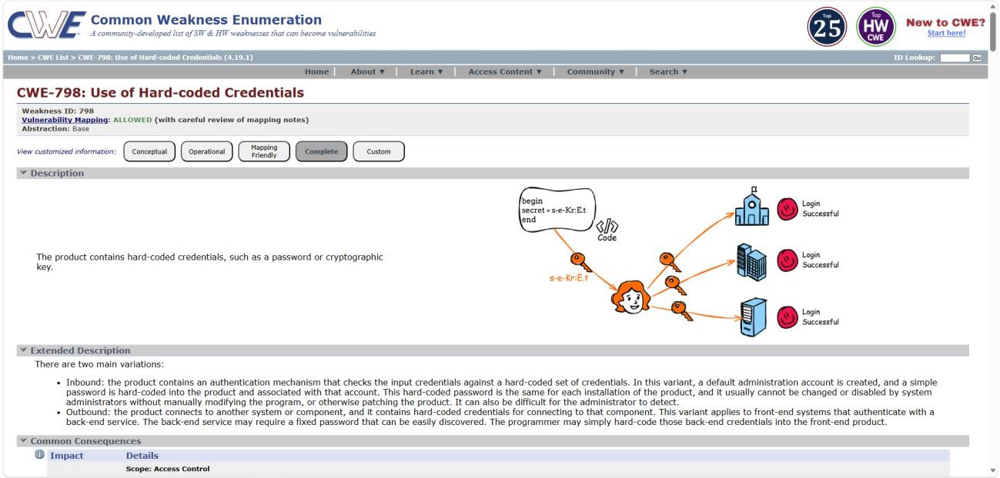 CWE Common Weakness Enumeration
A community-developed list of SW & HW weaknesses that can become vulnerabilities
Top 25
Top HW CWE
New to CWE?
Start here!
Home > CWE List > CWE-798: Use of Hard-coded Credentials (4.19.1)
ID Lookup: Go
Home | About ▼ | Learn ▼ | Access Content ▼ | Community ▼ | Search ▼
CWE-798: Use of Hard-coded Credentials
Weakness ID: 798
Vulnerability Mapping: ALLOWED (with careful review of mapping notes)
Abstraction: Base
View customized information: Conceptual Operational Mapping Friendly Complete Custom
Description
The product contains hard-coded credentials, such as a password or cryptographic
key.
begin
secret = s-e-Kr:E.t
end
</> Code
s-e-Kr:E.t
Login
Successful
Login
Successful
Login
Successful
Extended Description
There are two main variations:
• Inbound: the product contains an authentication mechanism that checks the input credentials against a hard-coded set of credentials. In this variant, a default administration account is created, and a simple
password is hard-coded into the product and associated with that account. This hard-coded password is the same for each installation of the product, and it usually cannot be changed or disabled by system
administrators without manually modifying the program, or otherwise patching the product. It can also be difficult for the administrator to detect.
• Outbound: the product connects to another system or component, and it contains hard-coded credentials for connecting to that component. This variant applies to front-end systems that authenticate with a
back-end service. The back-end service may require a fixed password that can be easily discovered. The programmer may simply hard-code those back-end credentials into the front-end product.
Common Consequences
Impact Details
Scope: Access Control